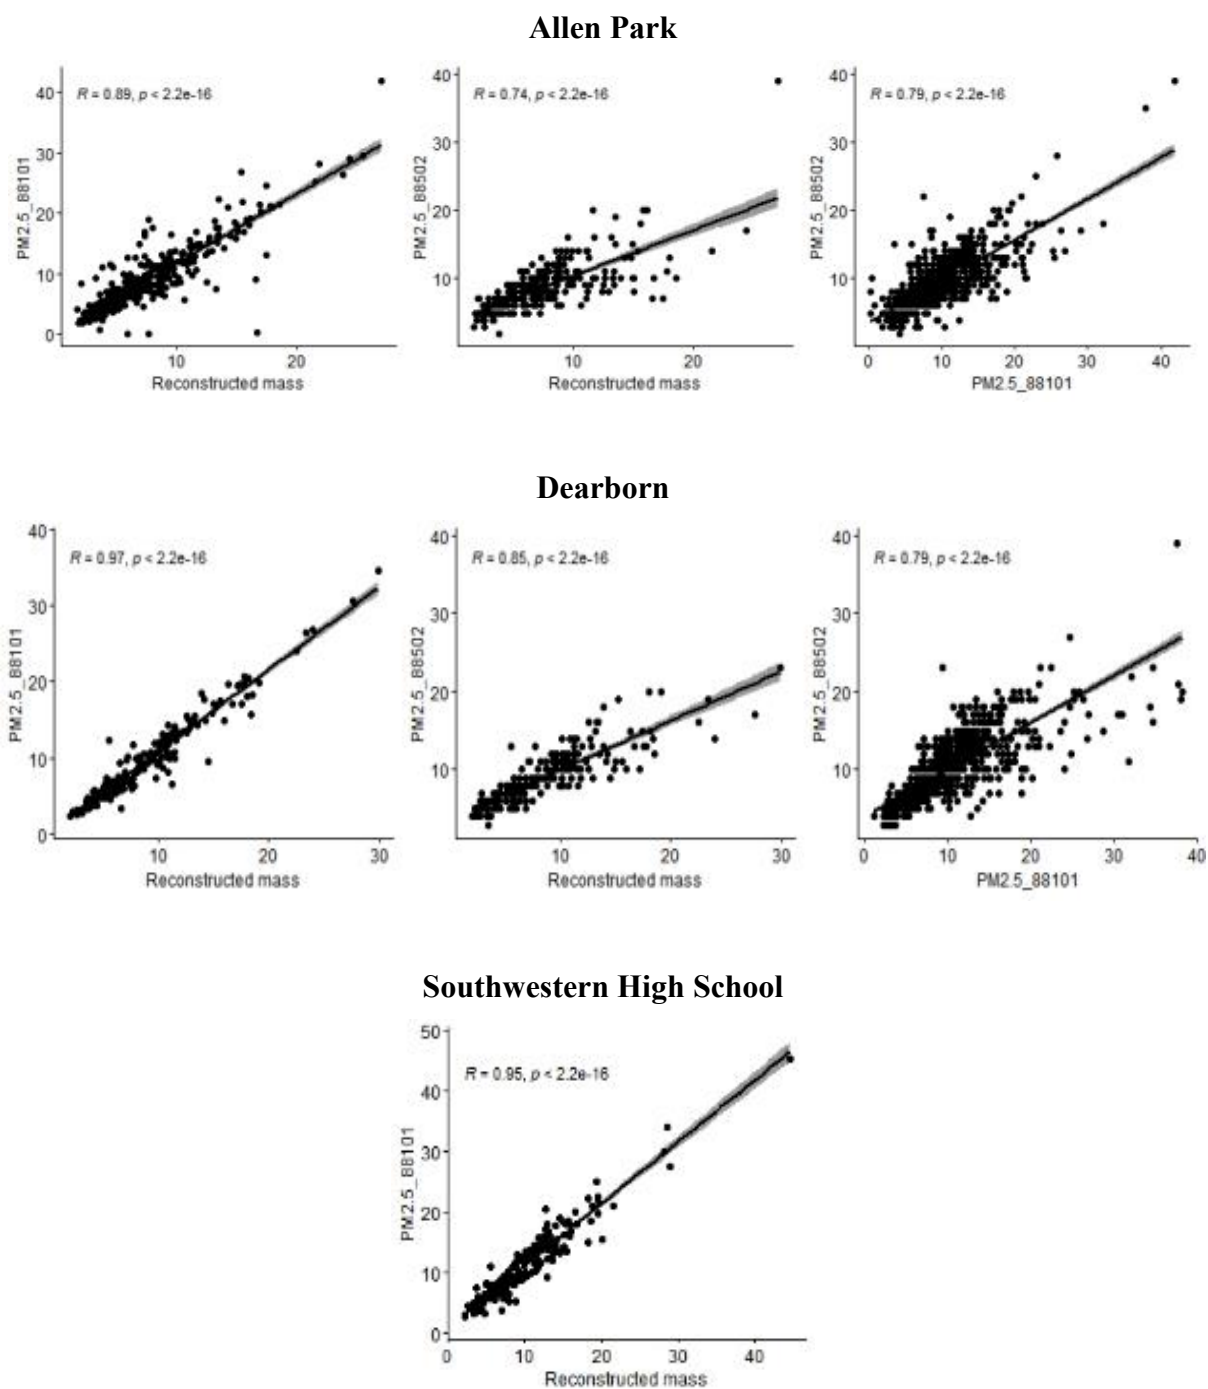 Allen Park
R = 0.89, p < 2.2e-16
PM2.5_88101
40
30
20
10
0
10 20
Reconstructed mass
R = 0.74, p < 2.2e-16
PM2.5_88502
40
30
20
10
10 20
Reconstructed mass
R = 0.79, p < 2.2e-16
PM2.5_88502
40
30
20
10
0 10 20 30 40
PM2.5_88101
Dearborn
R = 0.97, p < 2.2e-16
PM2.5_88101
40
30
20
10
0
10 20 30
Reconstructed mass
R = 0.85, p < 2.2e-16
PM2.5_88502
40
30
20
10
10 20 30
Reconstructed mass
R = 0.79, p < 2.2e-16
PM2.5_88502
40
30
20
10
0 10 20 30 40
PM2.5_88101
Southwestern High School
R = 0.95, p < 2.2e-16
PM2.5_88101
50
40
30
20
10
0
0 10 20 30 40
Reconstructed mass